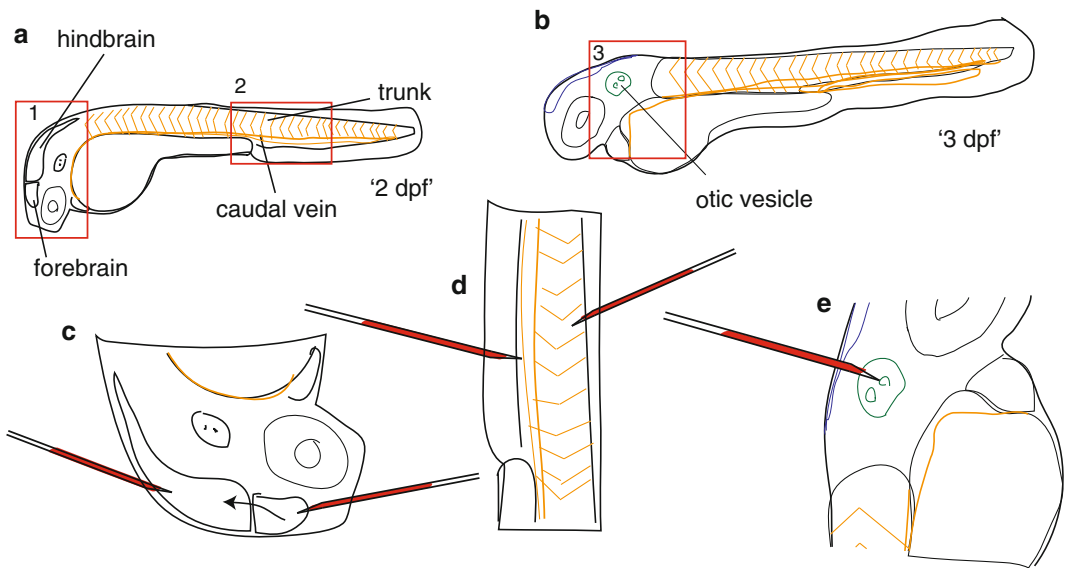 a
hindbrain
1
2
trunk
caudal vein
'2 dpf'
forebrain
b
3
'3 dpf'
otic vesicle
c
d
e